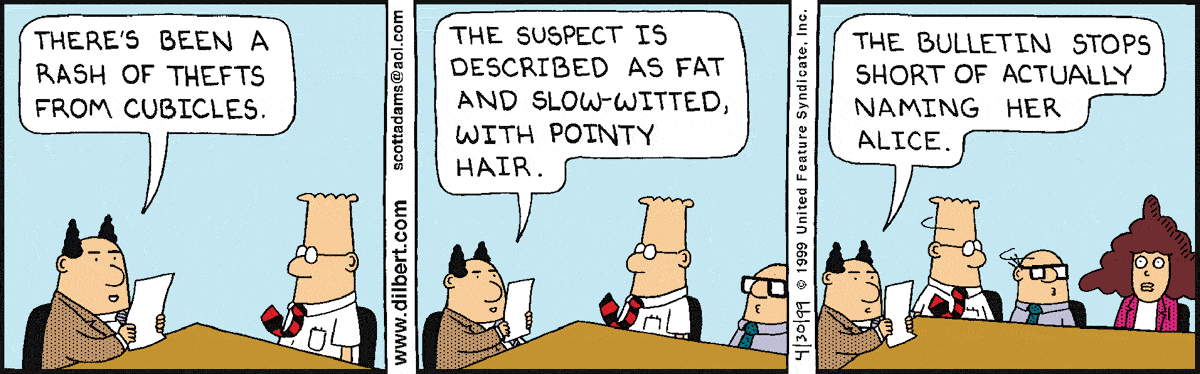 THERE'S BEEN A
RASH OF THEFTS
FROM CUBICLES.
www.dilbert.com scottadams@aol.com
THE SUSPECT IS
DESCRIBED AS FAT
AND SLOW-WITTED,
WITH POINTY
HAIR.
4/30/99 © 1999 United Feature Syndicate, Inc.
THE BULLETIN STOPS
SHORT OF ACTUALLY
NAMING HER
ALICE.